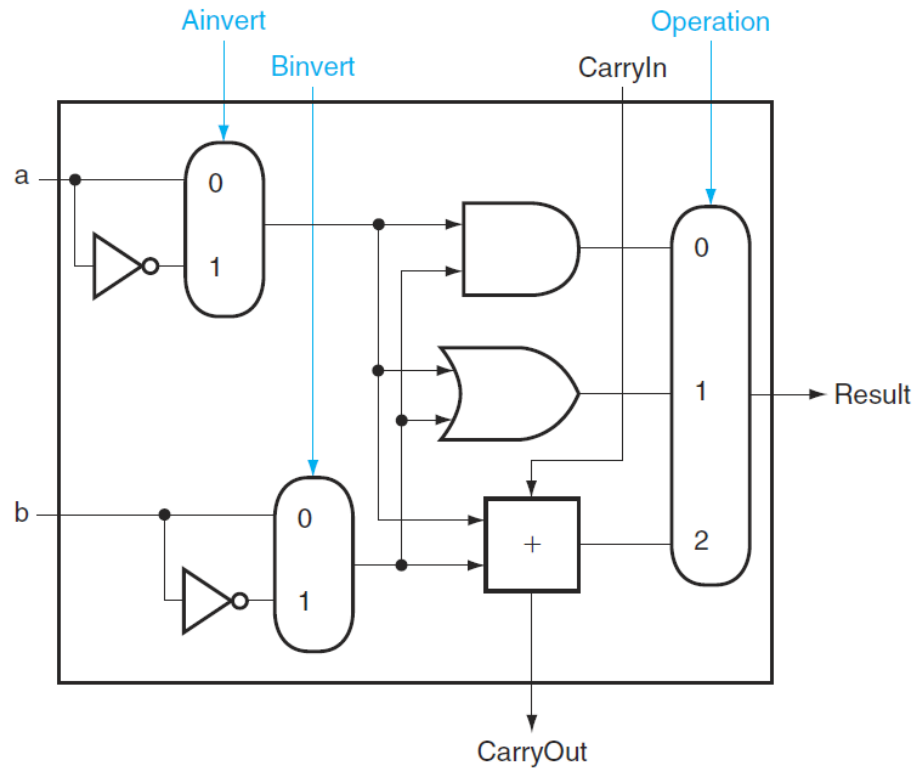 Ainvert
Operation
Binvert
CarryIn
a
0
1
0
1
Result
b
0
1
+
2
CarryOut